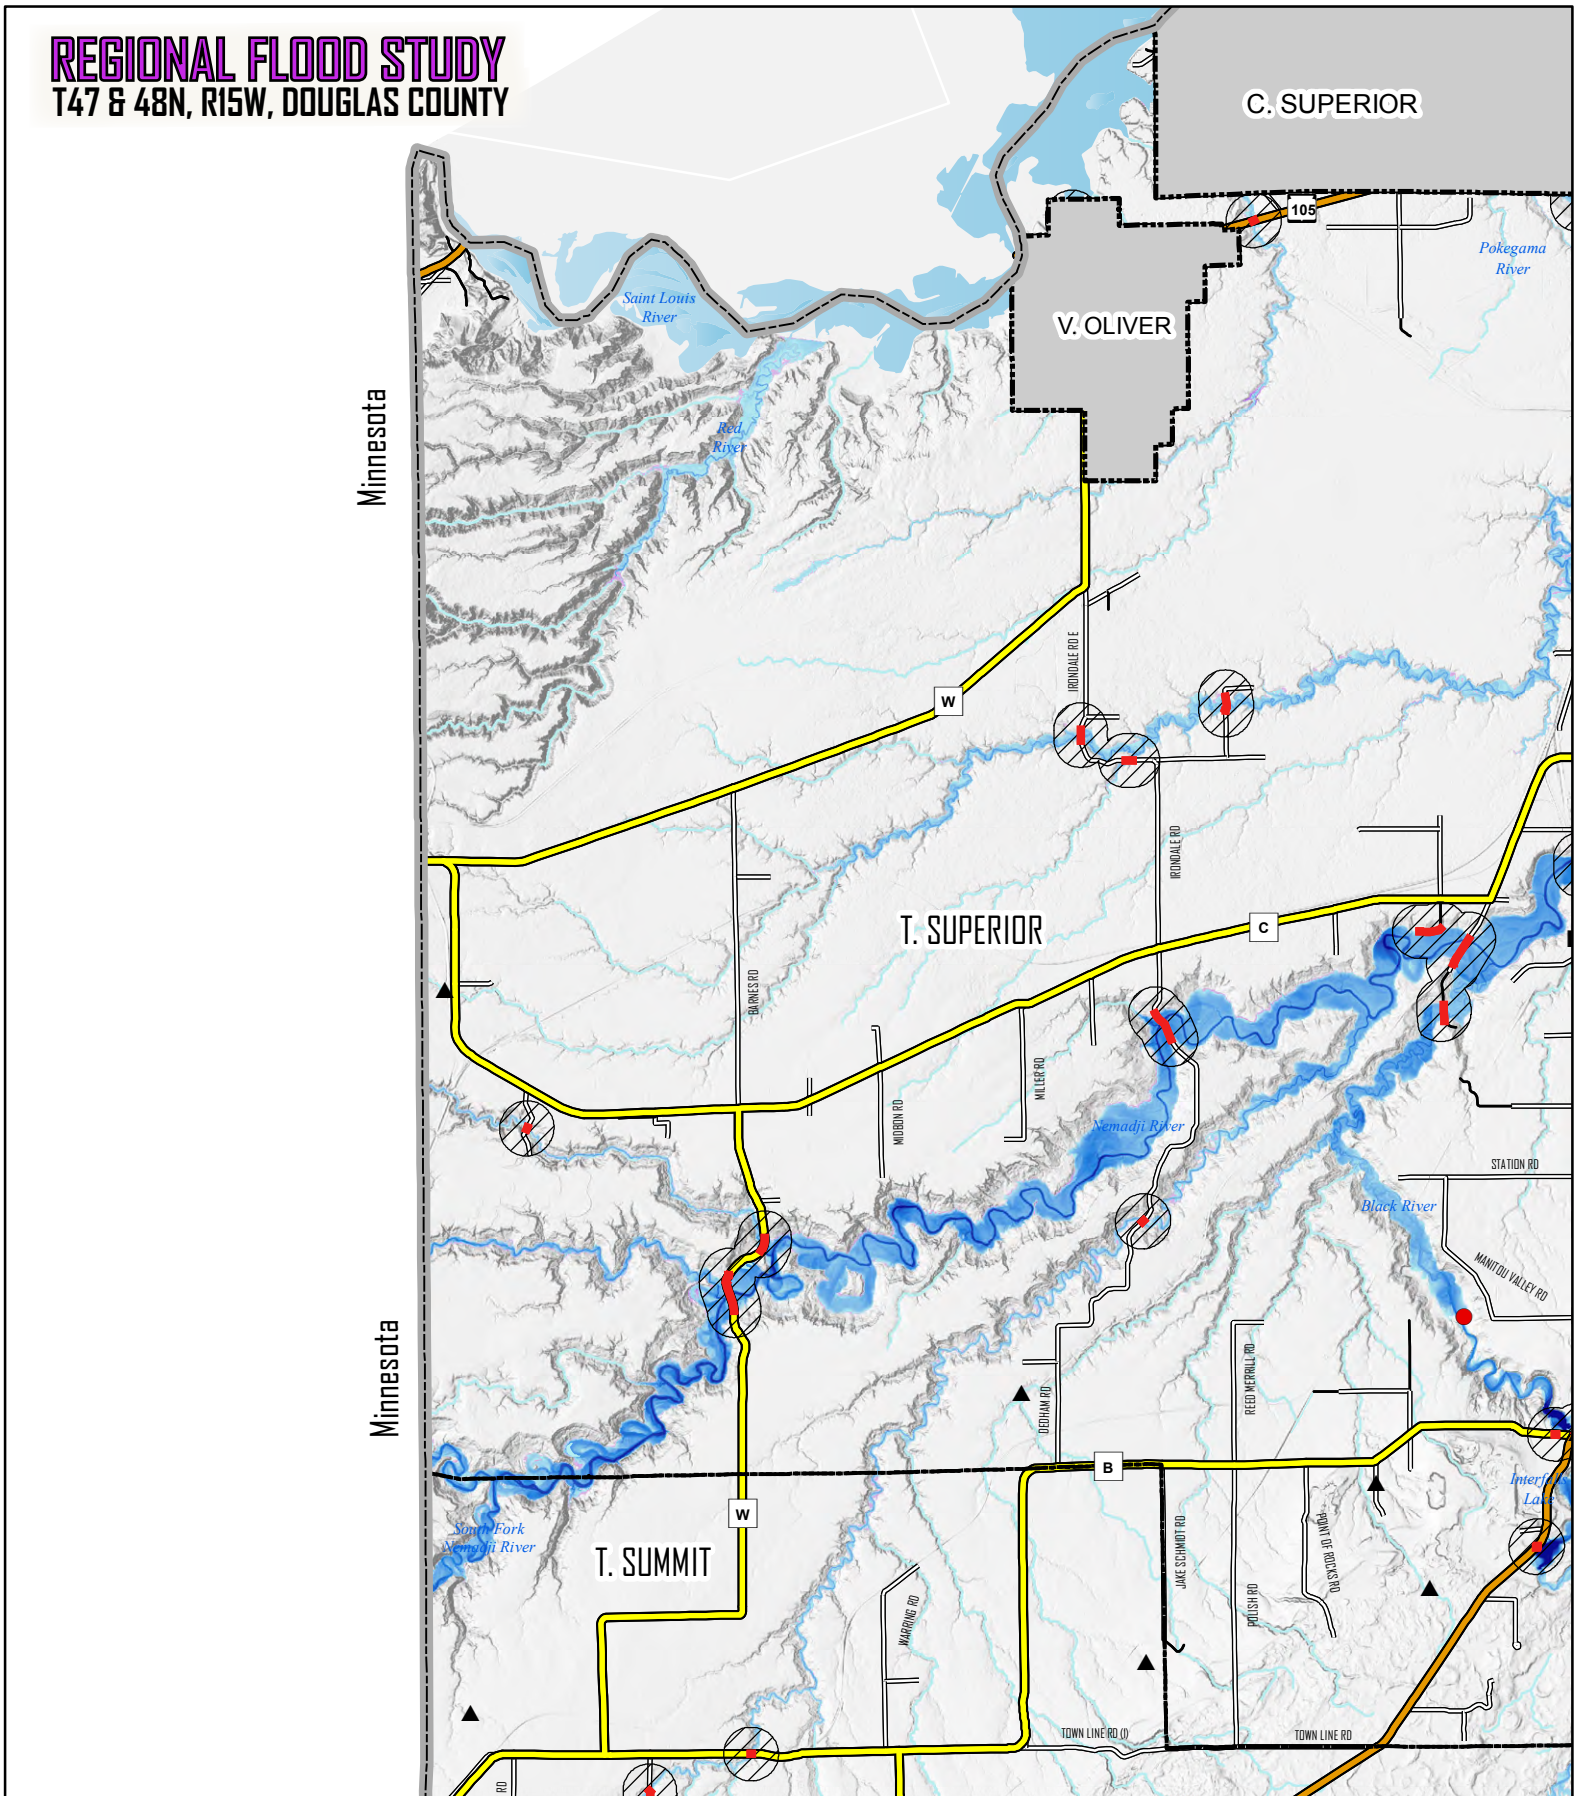 REGIONAL FLOOD STUDY
T47 & 48N, R15W, DOUGLAS COUNTY
C. SUPERIOR
105
Pokegama
River
Saint Louis
River
V. OLIVER
Minnesota
Red
River
IRONDALE RD E
W
IRONDALE RD
T. SUPERIOR
C
BARNES RD
MILLER RD
MIDBON RD
Nemadji River
STATION RD
Black River
MANITOU VALLEY RD
Minnesota
REED MERRILL RD
DEDHAM RD
B
W
South Fork
Nemadji River
T. SUMMIT
JAKE SCHMIDT RD
POINT OF ROCKS RD
POLISH RD
WARRING RD
Lake
TOWN LINE RD (I)
TOWN LINE RD
RD